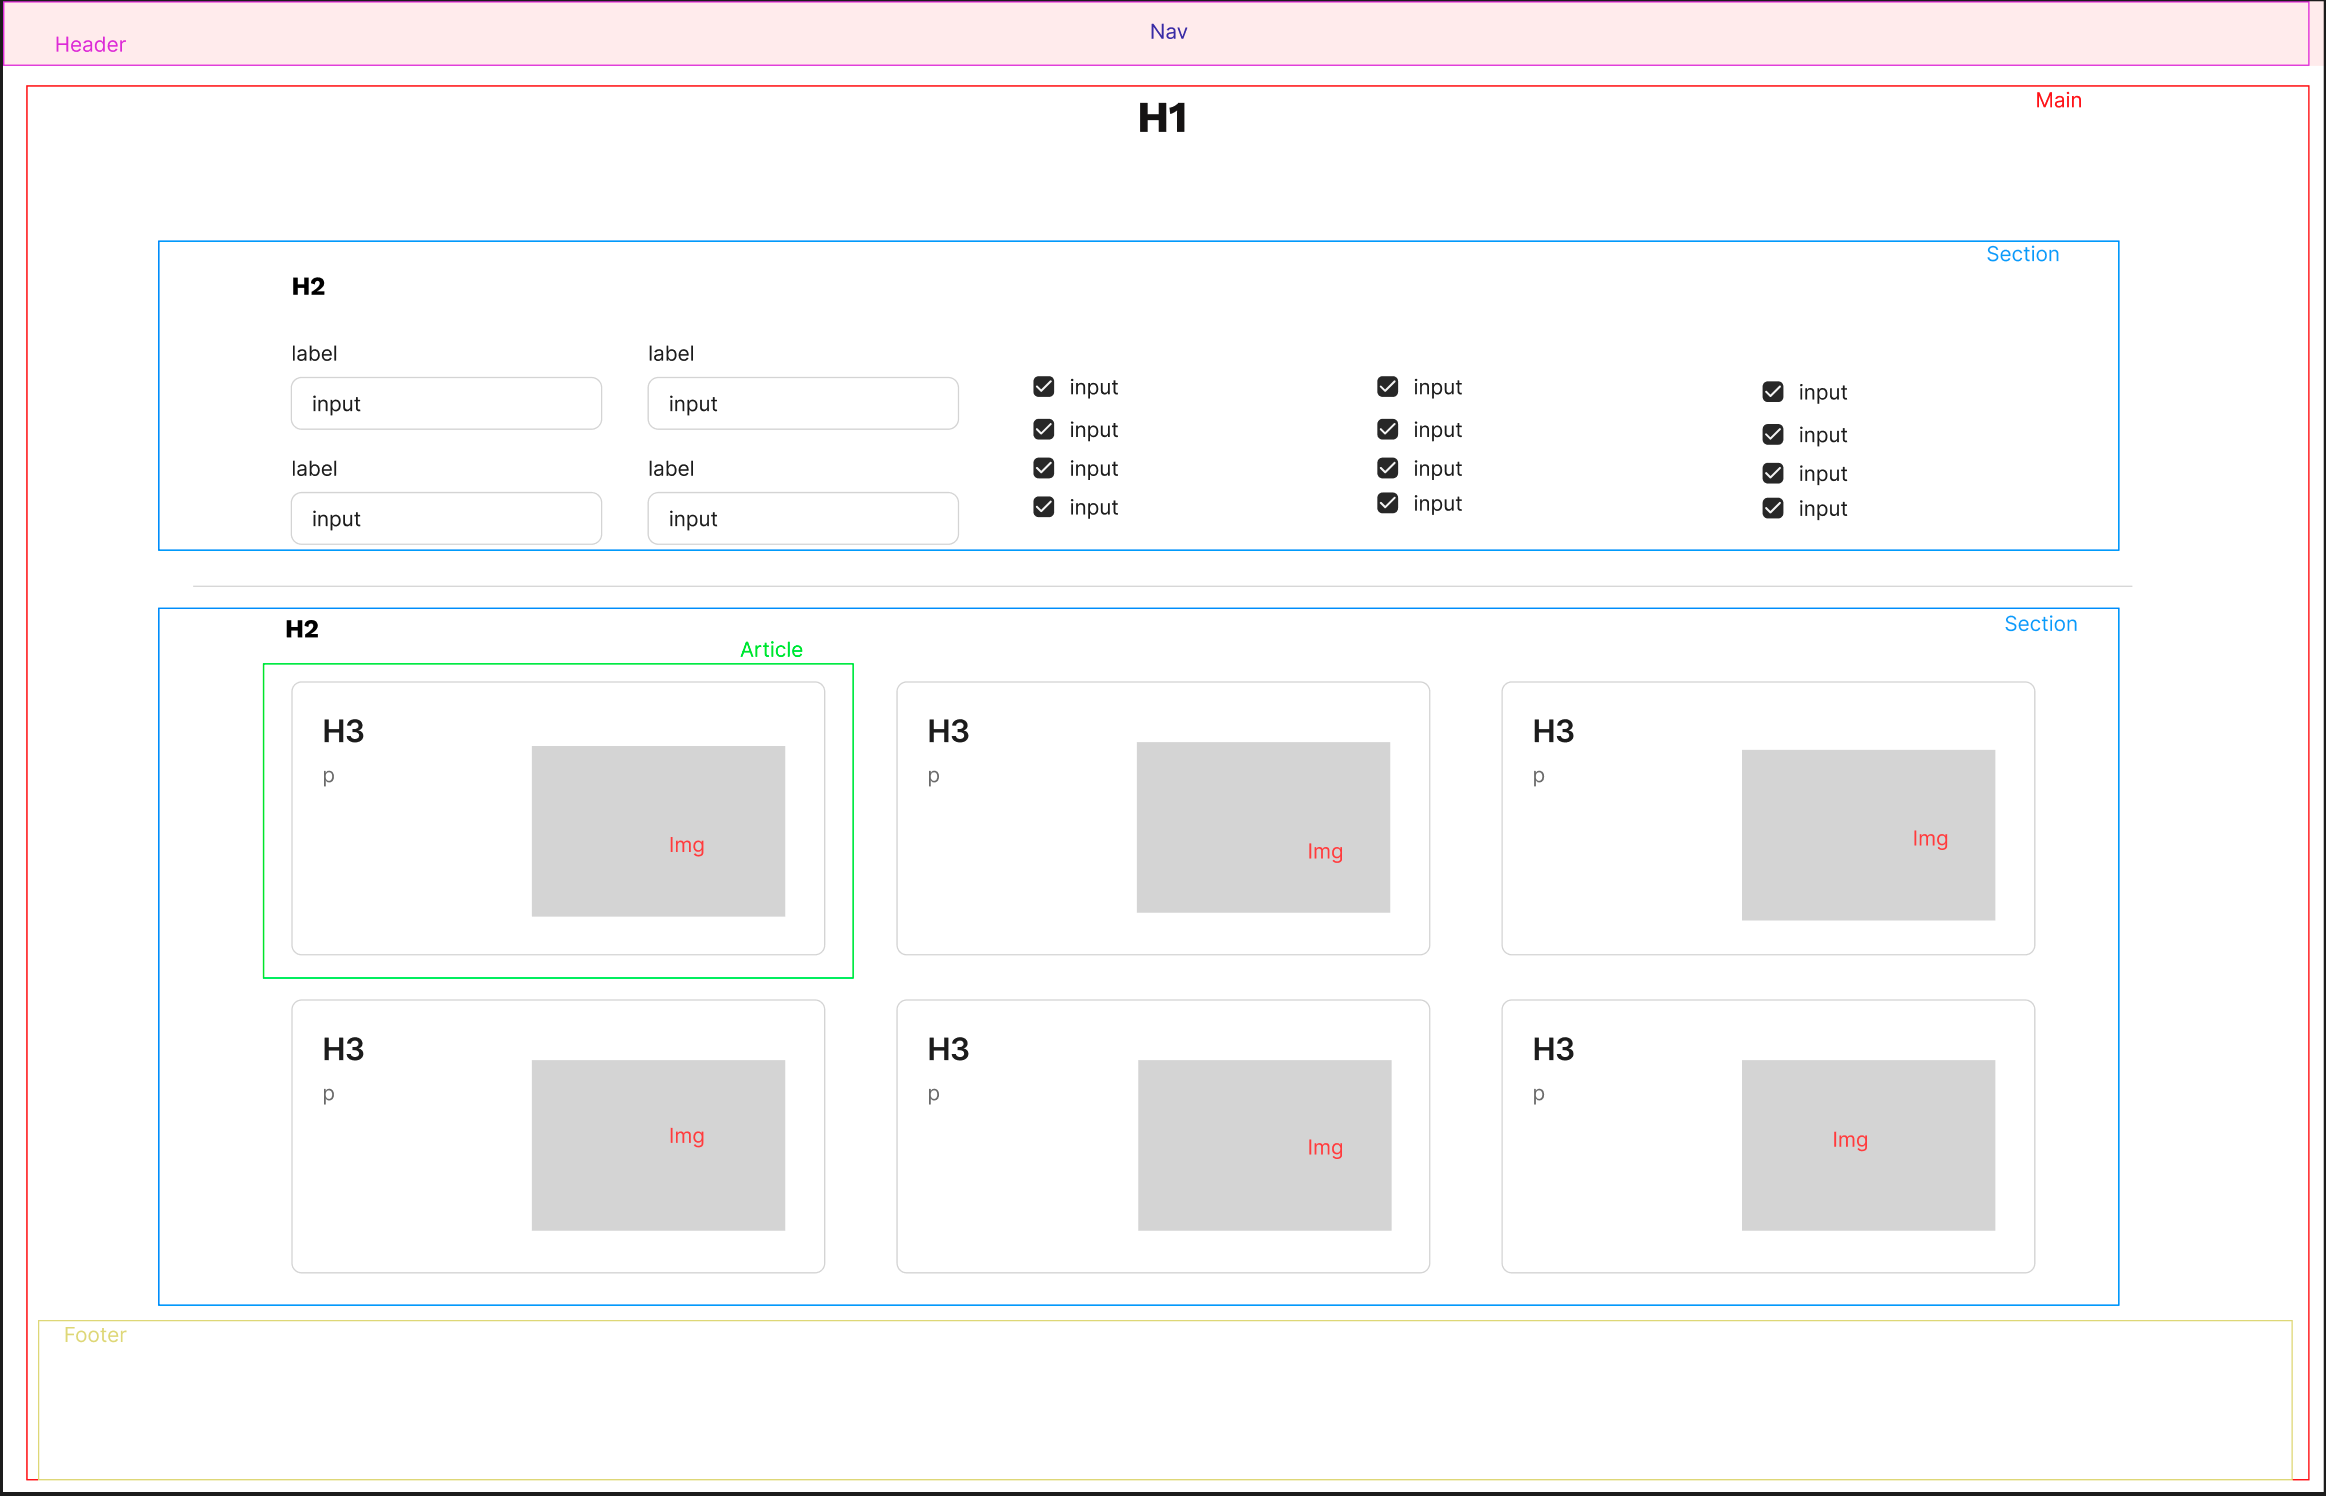 Nav
Header
Main
H1
Section
H2
label
label
input
input
input
input
input
input
input
input
label
label
input
input
input
input
input
input
input
input
H2
Section
Article
H3
p
Img
H3
p
Img
H3
p
Img
H3
p
Img
H3
p
Img
H3
p
Img
Footer